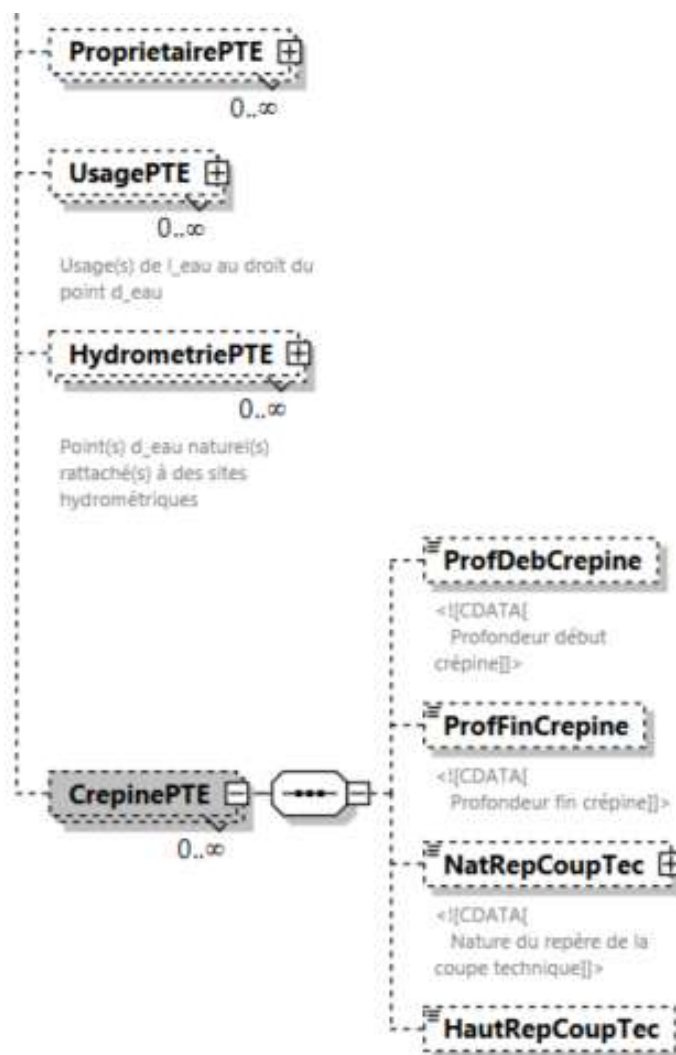 ProprietairePTE
0..∞
UsagePTE
0..∞
Usage(s) de l_eau au droit du
point d_eau
HydrometriePTE
0..∞
Point(s) d_eau naturel(s)
rattaché(s) à des sites
hydrométriques
CrepinePTE
0..∞
ProfDebCrepine
<![CDATA[
Profondeur début
crépine]]>
ProfFinCrepine
<![CDATA[
Profondeur fin crépine]]>
NatRepCoupTec
<![CDATA[
Nature du repère de la
coupe technique]]>
HautRepCoupTec